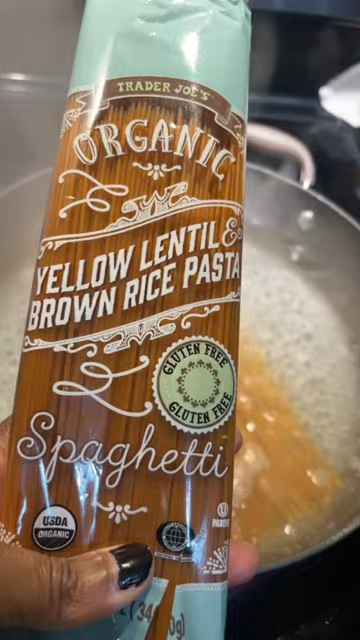 TRADER JOE'S
ORGANIC
YELLOW LENTIL &
BROWN RICE PASTA
GLUTEN FREE
GLUTEN FREE
Spaghetti
USDA
ORGANIC
U